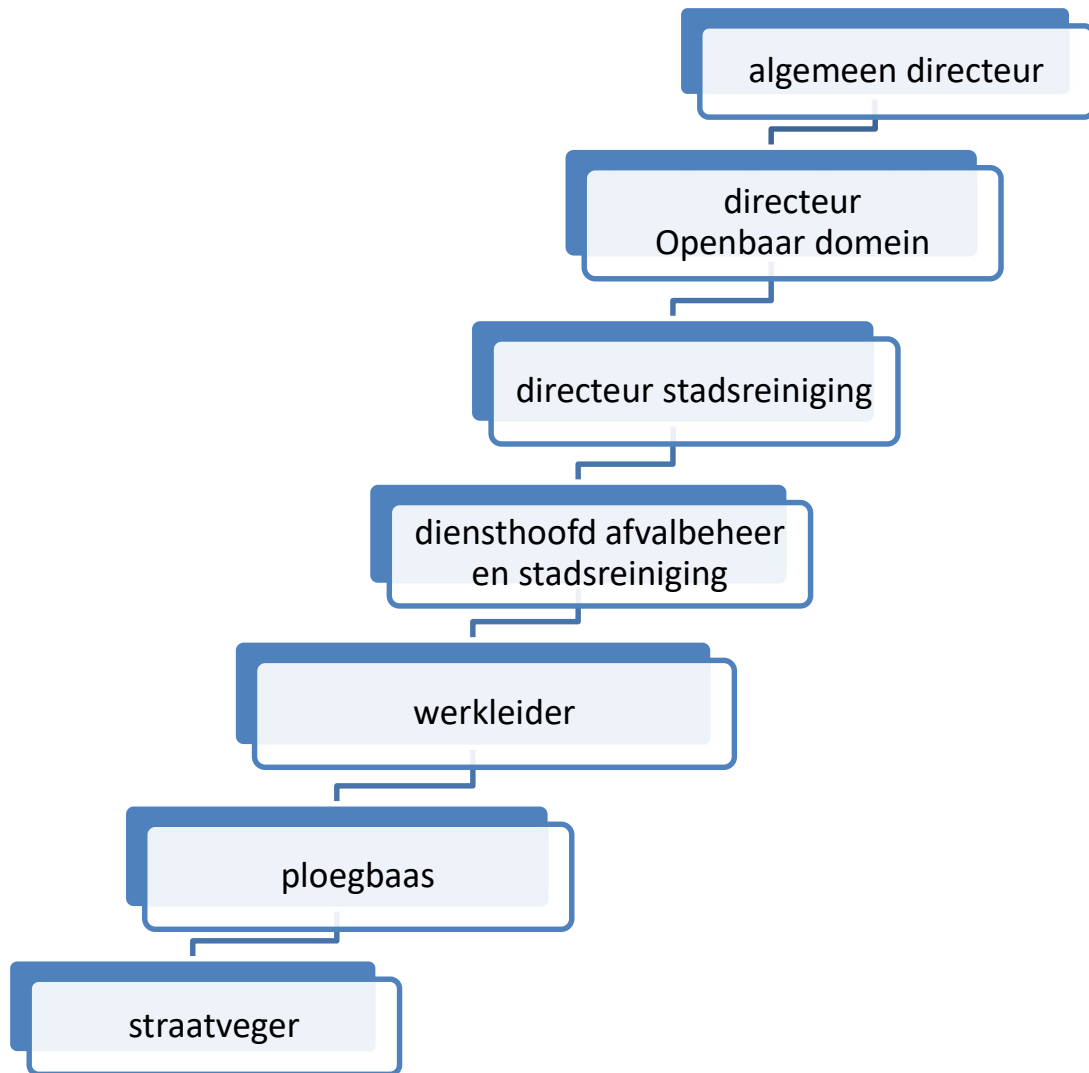 algemeen directeur
directeur
Openbaar domein
directeur stadsreiniging
diensthoofd afvalbeheer
en stadsreiniging
werkleider
ploegbaas
straatveger